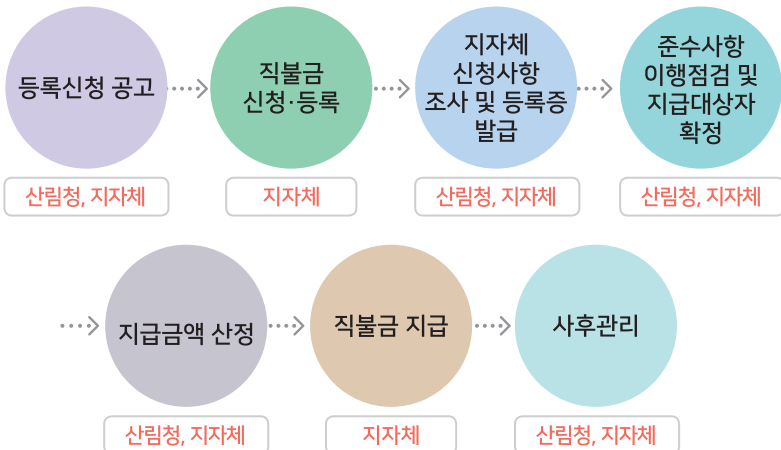 등록신청 공고
직불금
신청·등록
지자체
신청사항
조사 및 등록증
발급
준수사항
이행점검 및
지급대상자
확정
산림청, 지자체
지자체
산림청, 지자체
산림청, 지자체
지급금액 산정
직불금 지급
사후관리
산림청, 지자체
지자체
산림청, 지자체